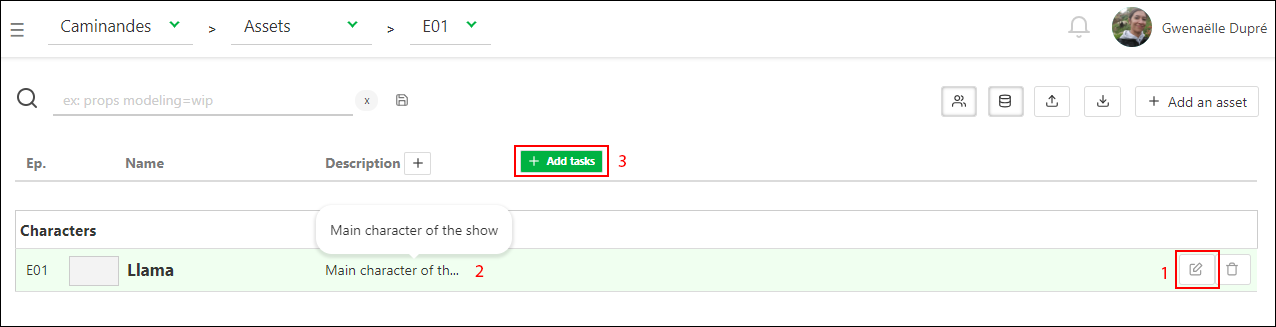 Caminandes > Assets > E01 Gwenaëlle Dupré
ex: props modeling=wip x + Add an asset
Ep. Name Description + + Add tasks 3
Main character of the show
Characters
E01 Llama Main character of th... 2 1